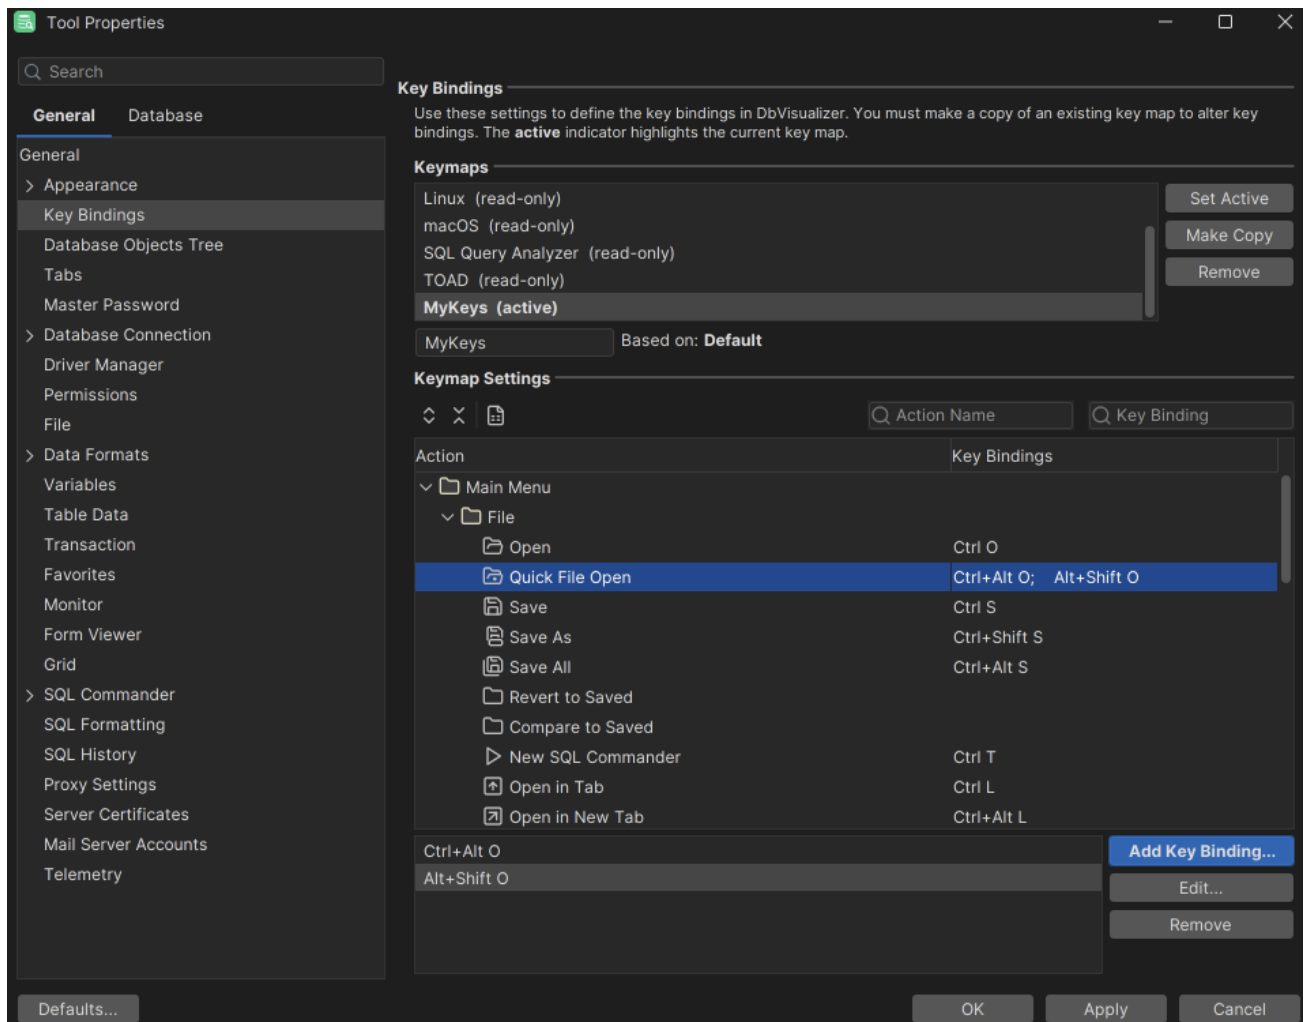 Tool Properties
Search
General Database
General
Appearance
Key Bindings
Database Objects Tree
Tabs
Master Password
Database Connection
Driver Manager
Permissions
File
Data Formats
Variables
Table Data
Transaction
Favorites
Monitor
Form Viewer
Grid
SQL Commander
SQL Formatting
SQL History
Proxy Settings
Server Certificates
Mail Server Accounts
Telemetry
Key Bindings
Use these settings to define the key bindings in DbVisualizer. You must make a copy of an existing key map to alter key
bindings. The active indicator highlights the current key map.
Keymaps
Linux (read-only)
macOS (read-only)
SQL Query Analyzer (read-only)
TOAD (read-only)
MyKeys (active)
Set Active
Make Copy
Remove
MyKeys Based on: Default
Keymap Settings
Action Name Key Binding
Action Key Bindings
Main Menu
File
Open Ctrl O
Quick File Open Ctrl+Alt O; Alt+Shift O
Save Ctrl S
Save As Ctrl+Shift S
Save All Ctrl+Alt S
Revert to Saved
Compare to Saved
New SQL Commander Ctrl T
Open in Tab Ctrl L
Open in New Tab Ctrl+Alt L
Ctrl+Alt O
Alt+Shift O
Add Key Binding...
Edit...
Remove
Defaults... OK Apply Cancel